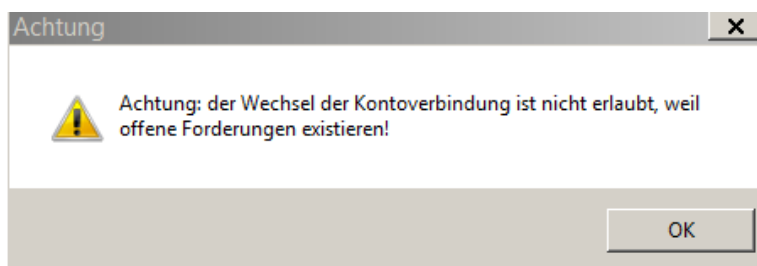 Achtung
Achtung: der Wechsel der Kontoverbindung ist nicht erlaubt, weil
offene Forderungen existieren!
OK